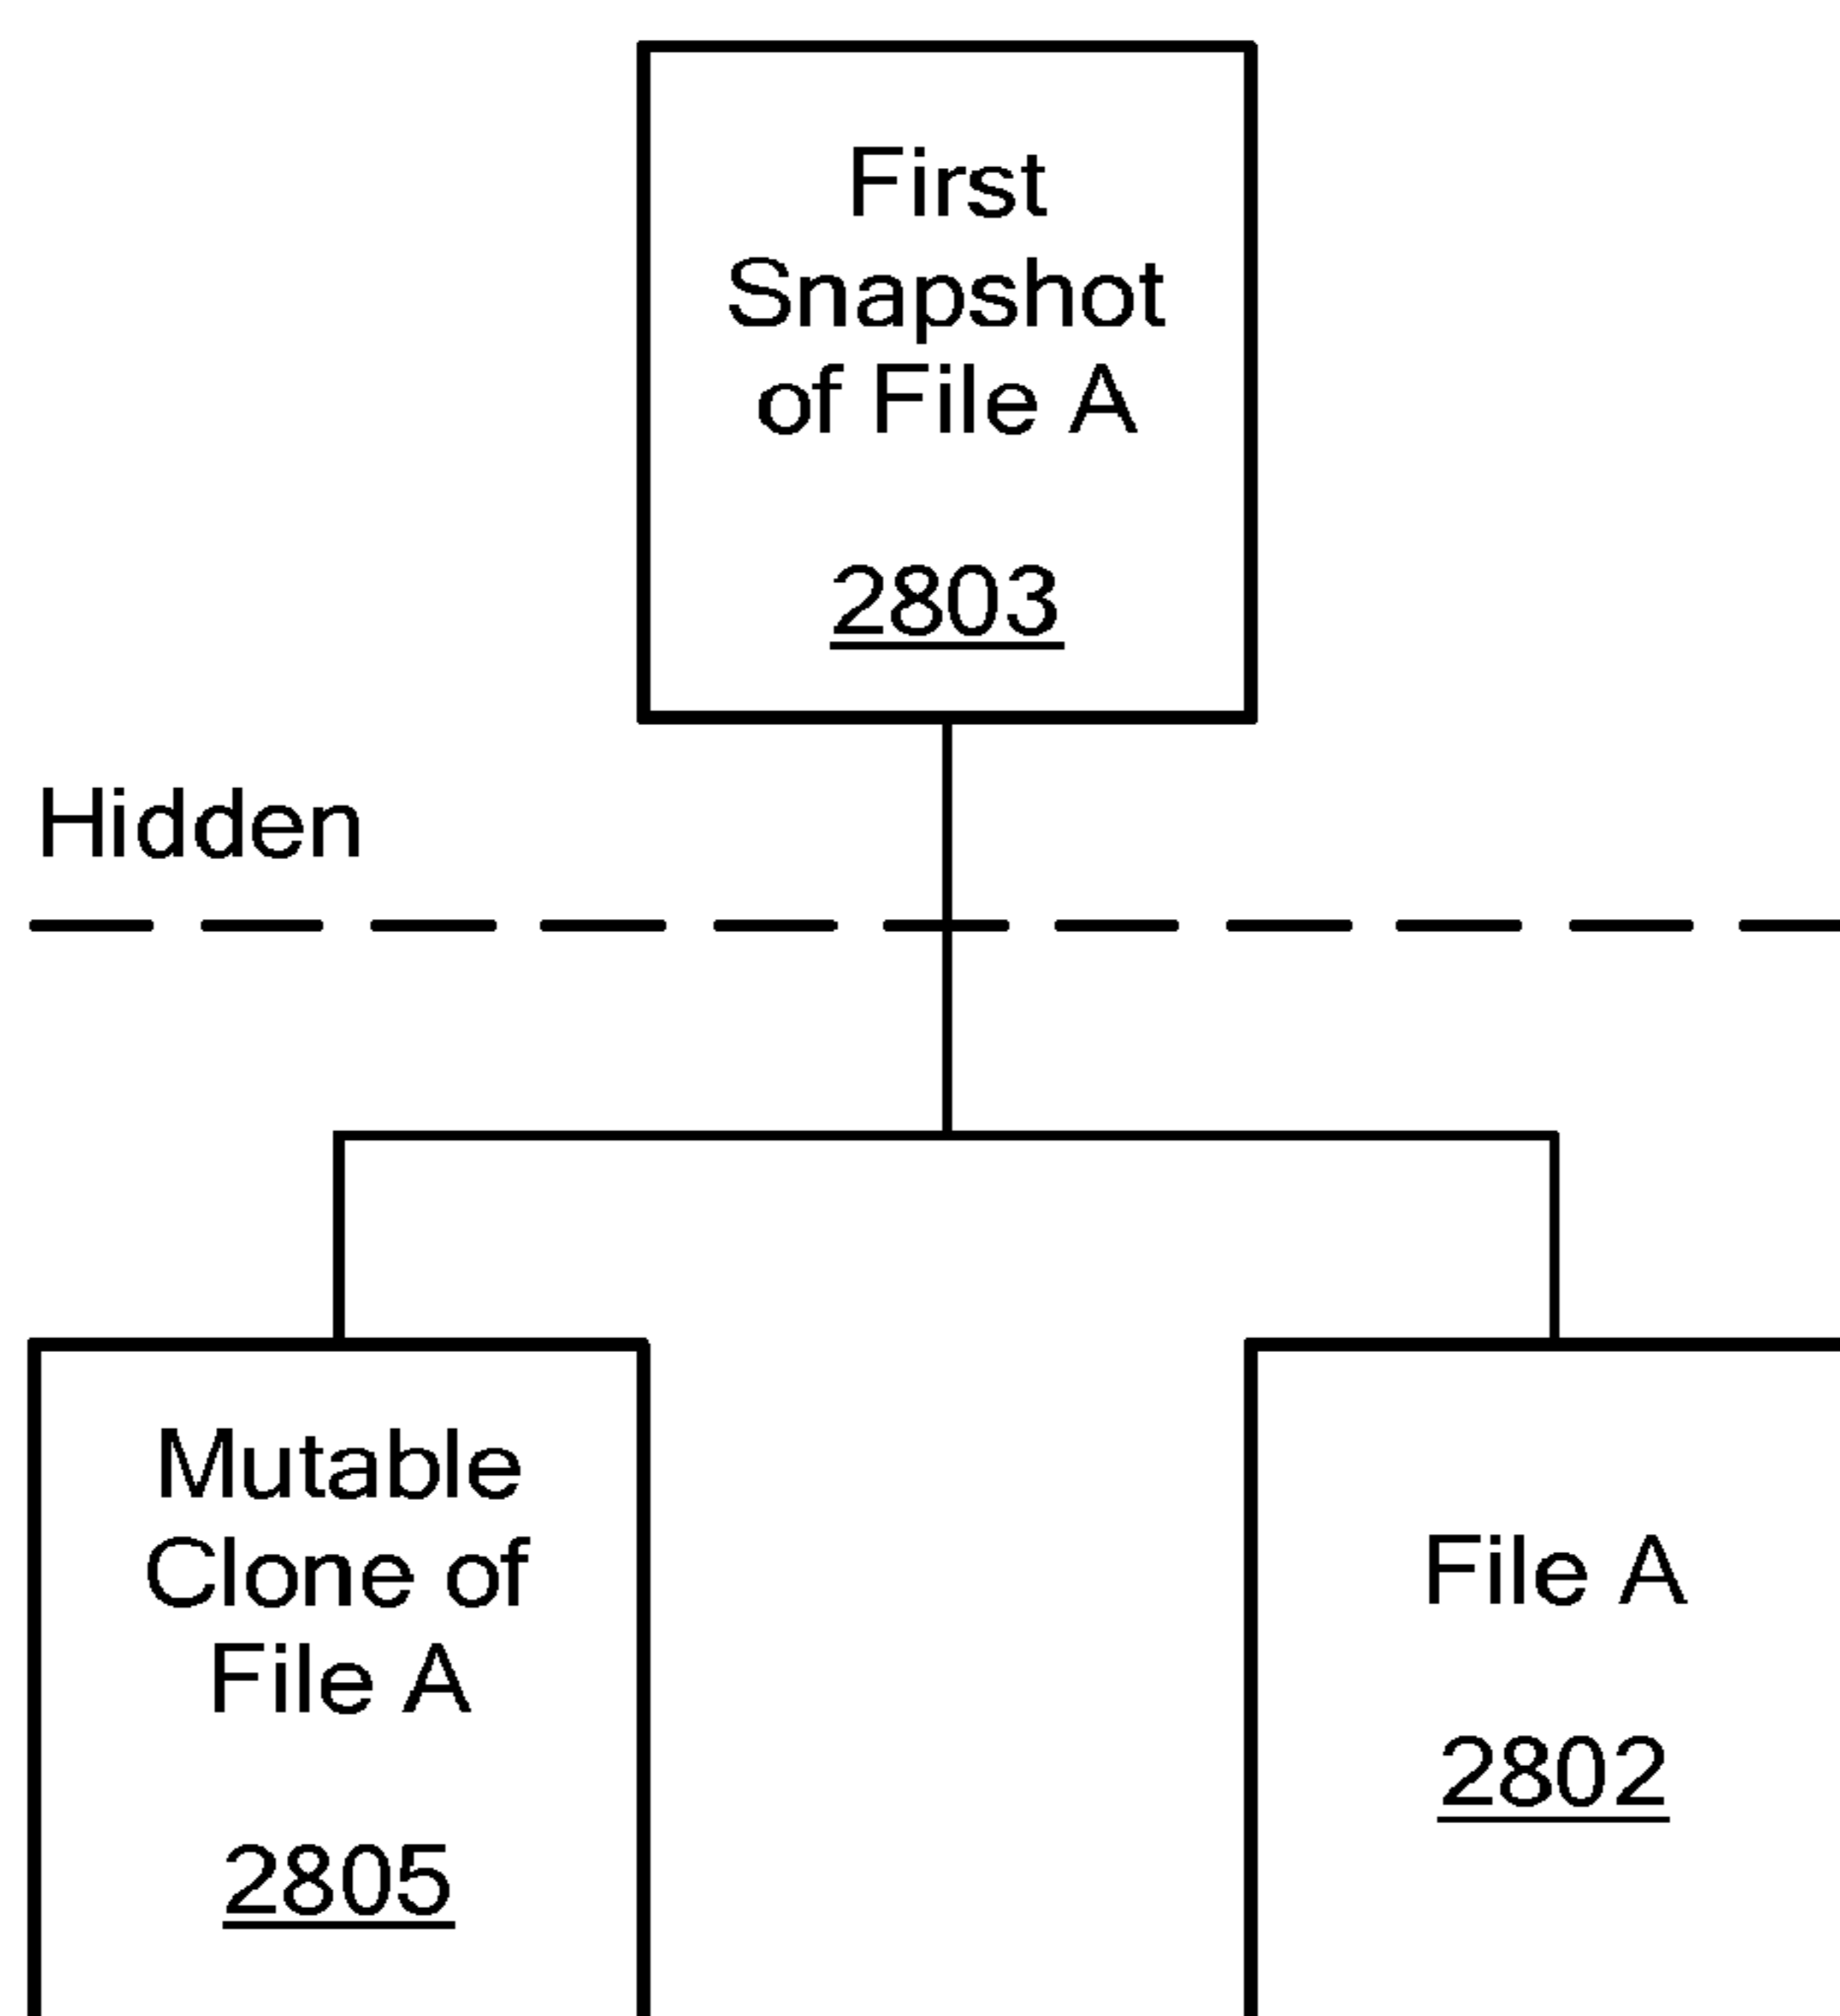 First
Snapshot
of File A
2803
Hidden
Mutable
Clone of
File A
2805
File A
2802